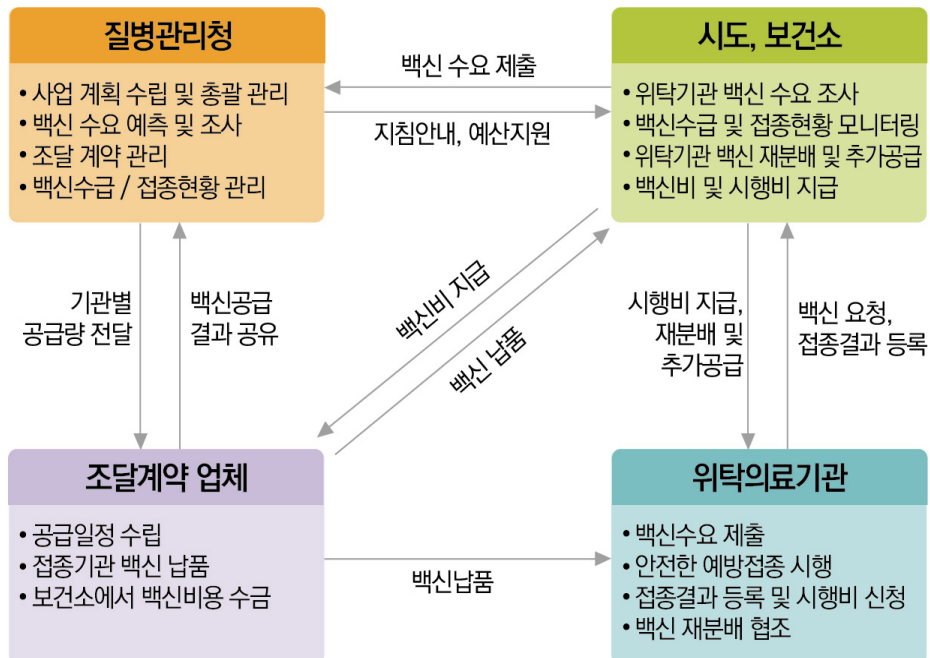 질병관리청
• 사업 계획 수립 및 총괄 관리
• 백신 수요 예측 및 조사
• 조달 계약 관리
• 백신수급 / 접종현황 관리
백신 수요 제출
지침안내, 예산지원
시도, 보건소
• 위탁기관 백신 수요 조사
• 백신수급 및 접종현황 모니터링
• 위탁기관 백신 재분배 및 추가공급
• 백신비 및 시행비 지급
기관별
공급량 전달
백신공급
결과 공유
백신비 지급
백신 납품
시행비 지급,
재분배 및
추가공급
백신 요청,
접종결과 등록
조달계약 업체
• 공급일정 수립
• 접종기관 백신 납품
• 보건소에서 백신비용 수금
백신납품
위탁의료기관
• 백신수요 제출
• 안전한 예방접종 시행
• 접종결과 등록 및 시행비 신청
• 백신 재분배 협조